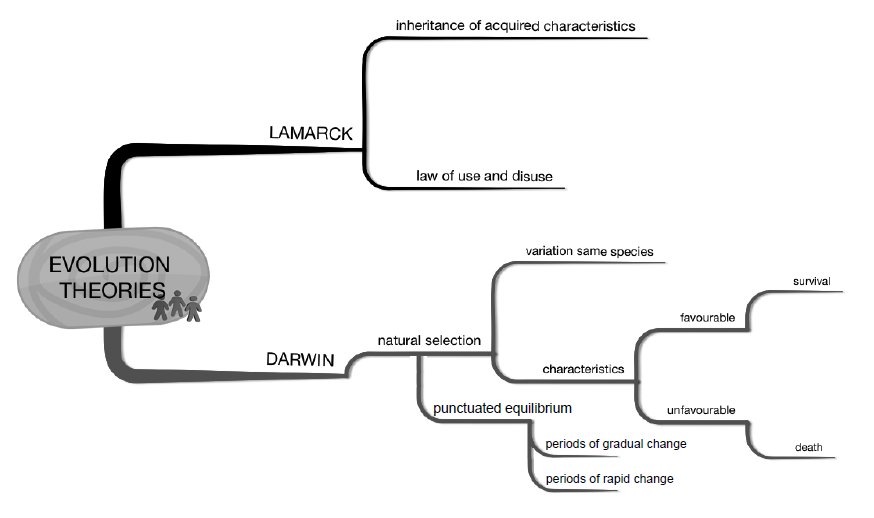 inheritance of acquired characteristics
LAMARCK
law of use and disuse
EVOLUTION
THEORIES
variation same species
survival
favourable
natural selection
DARWIN
characteristics
unfavourable
punctuated equilibrium
death
periods of gradual change
periods of rapid change